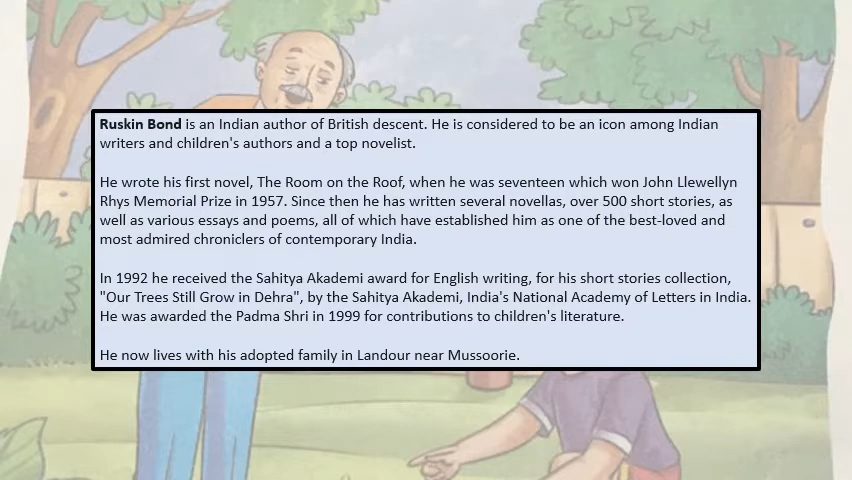 Ruskin Bond is an Indian author of British descent. He is considered to be an icon among Indian
writers and children's authors and a top novelist.
He wrote his first novel, The Room on the Roof, when he was seventeen which won John Llewellyn
Rhys Memorial Prize in 1957. Since then he has written several novellas, over 500 short stories, as
well as various essays and poems, all of which have established him as one of the best-loved and
most admired chroniclers of contemporary India.
In 1992 he received the Sahitya Akademi award for English writing, for his short stories collection,
"Our Trees Still Grow in Dehra", by the Sahitya Akademi, India's National Academy of Letters in India.
He was awarded the Padma Shri in 1999 for contributions to children's literature.
He now lives with his adopted family in Landour near Mussoorie.